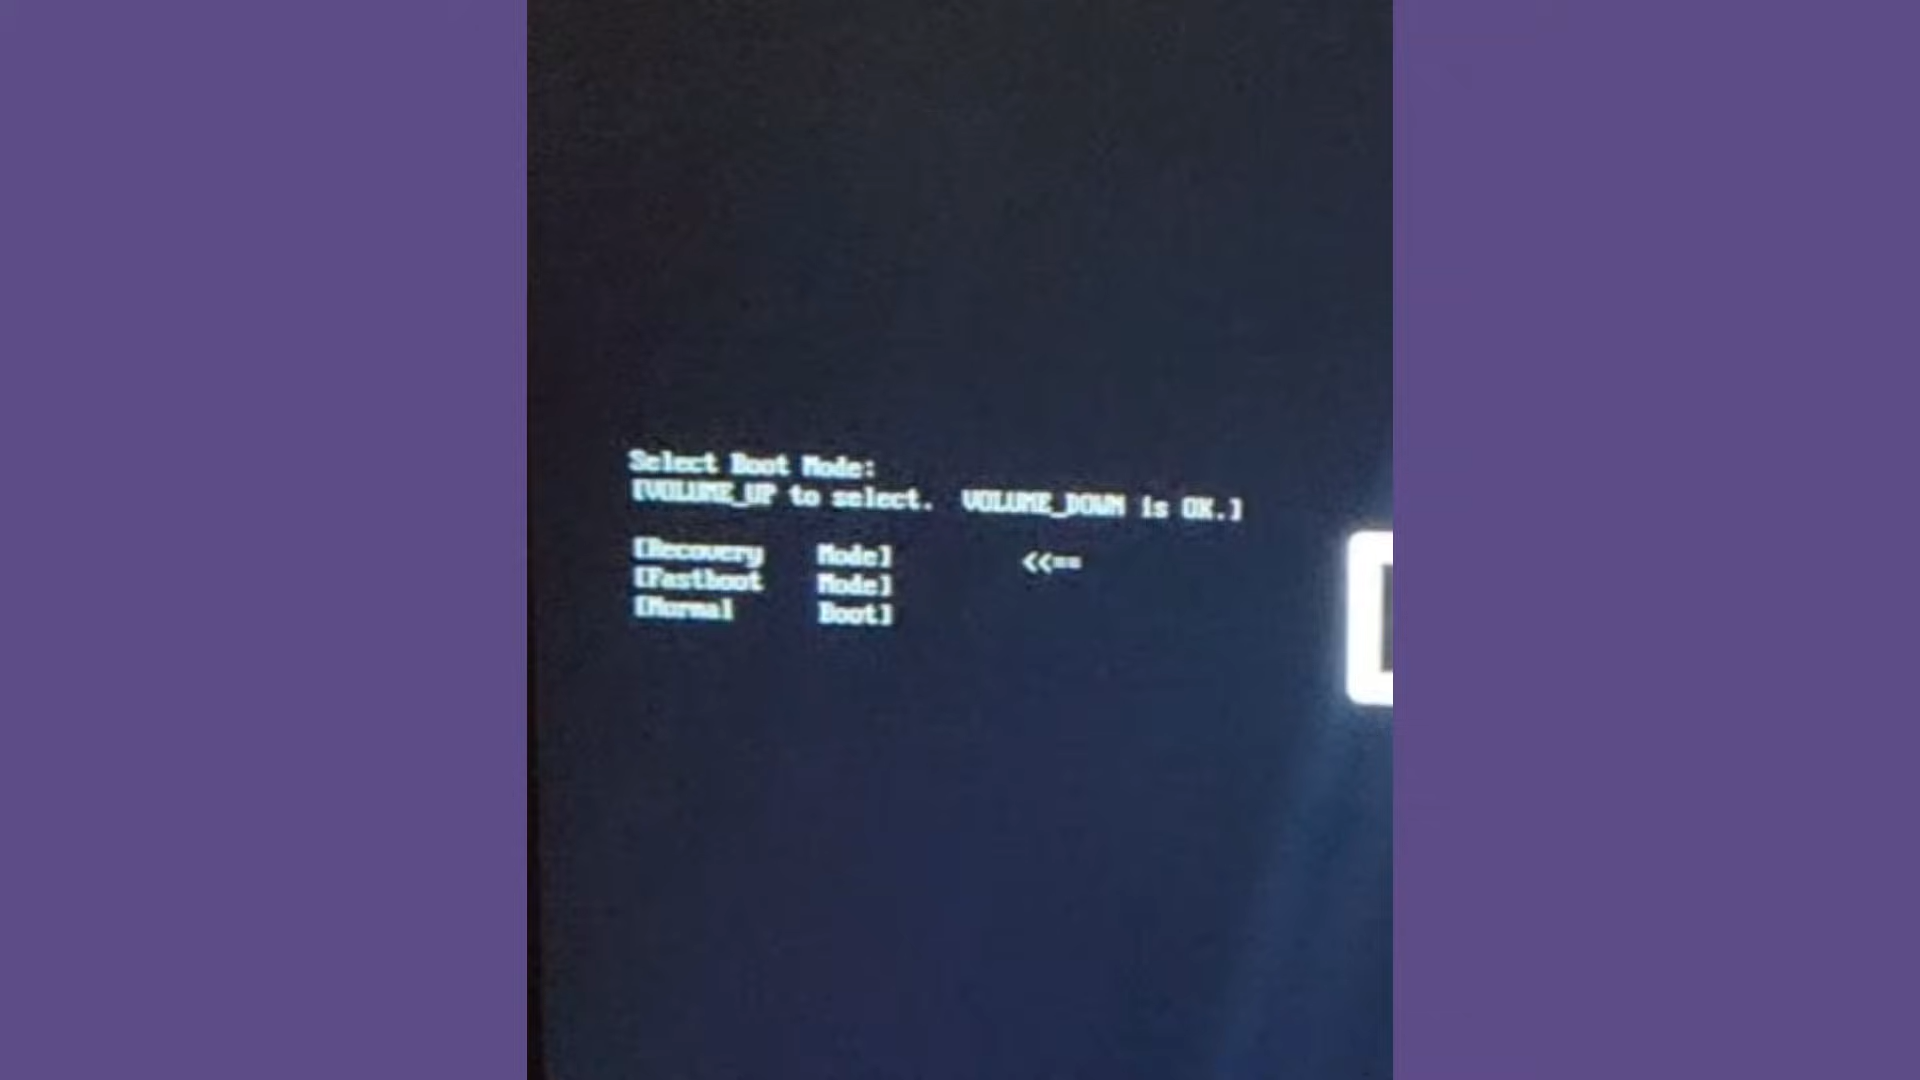 Select Boot Mode:
[VOLUME_UP to select.  VOLUME_DOWN is OK.]
[Recovery    Mode]        <<==
[Fastboot    Mode]
[Normal      Boot]